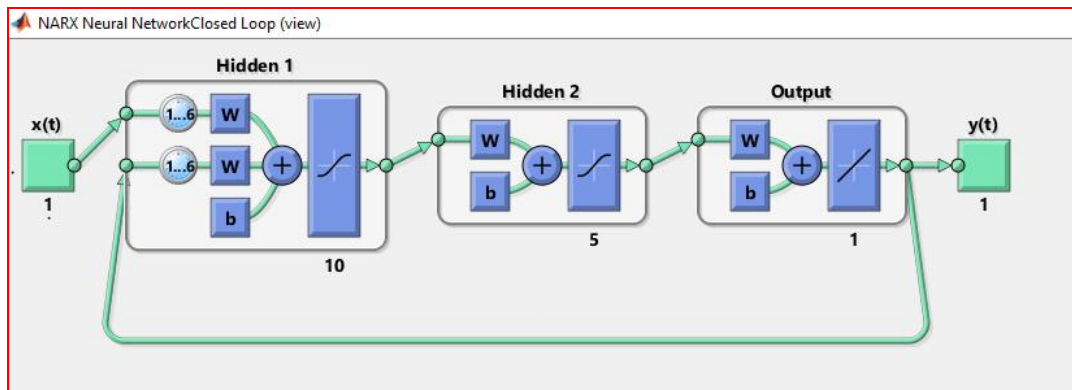 NARX Neural NetworkClosed Loop (view)
Hidden 1
Hidden 2
Output
x(t)
y(t)
1...6
W
1...6
W
b
W
b
W
b
1
10
5
1
1